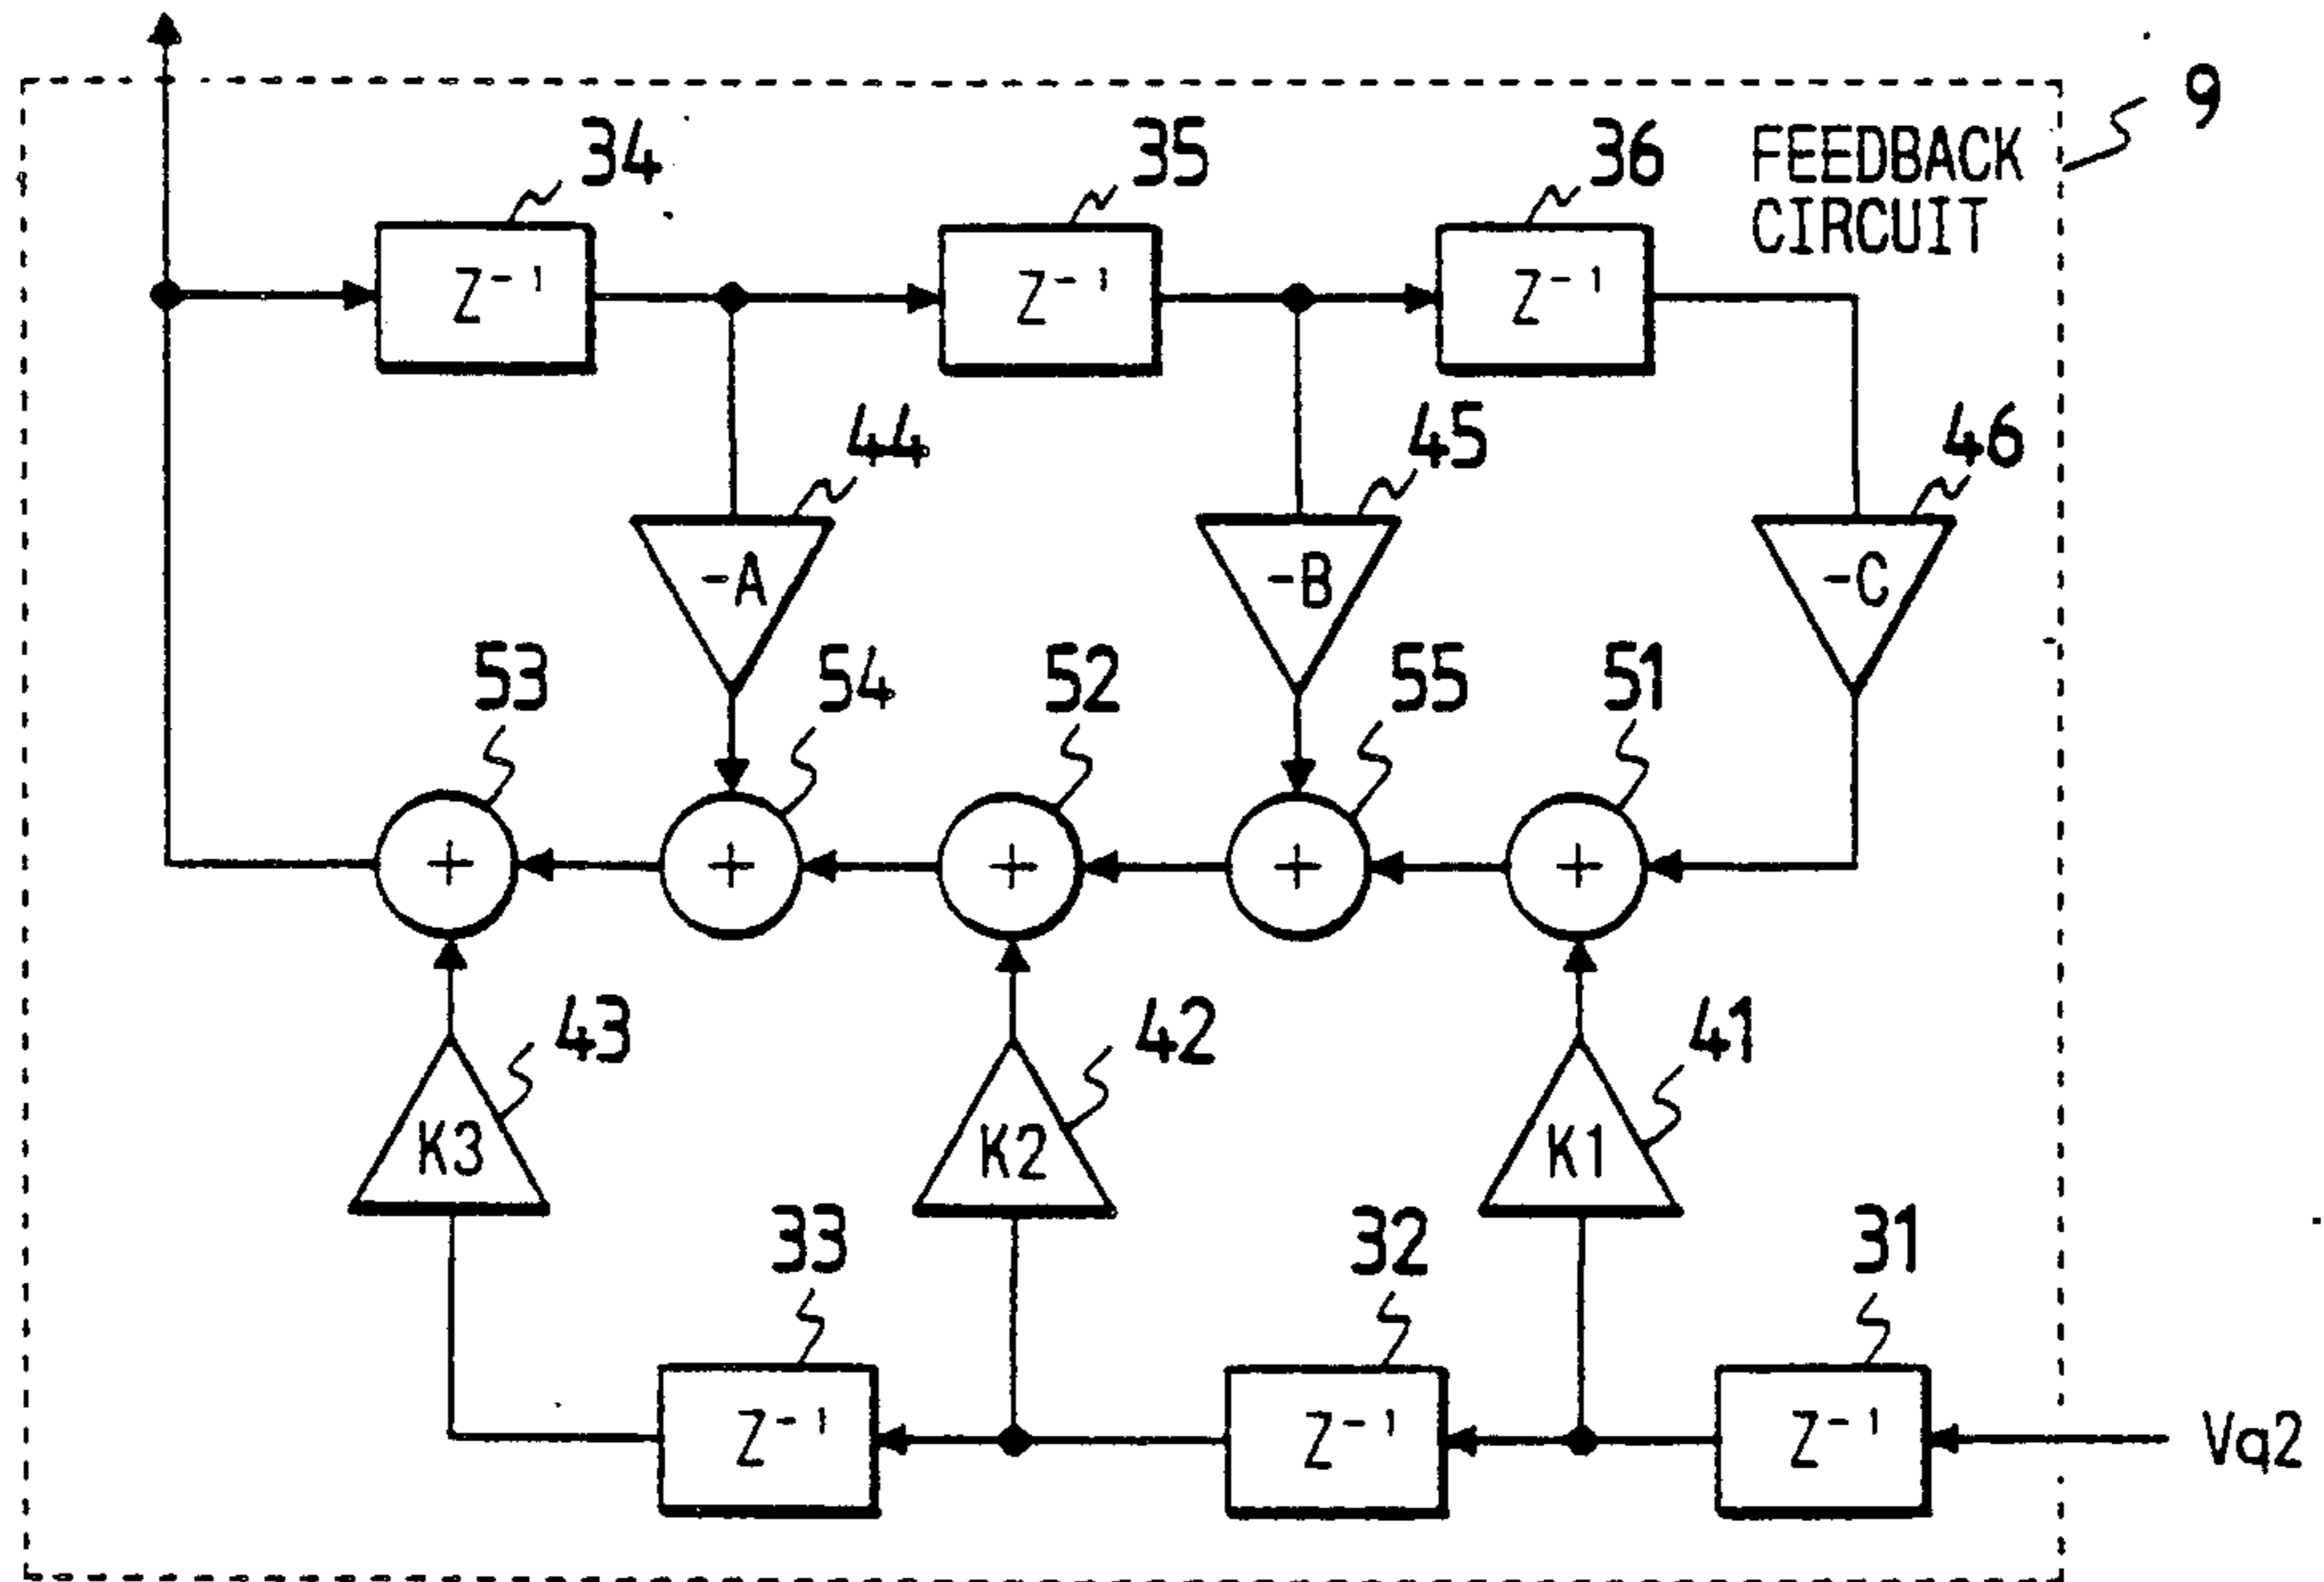 9
FEEDBACK
CIRCUIT
34
35
36
Z⁻¹
Z⁻¹
Z⁻¹
44
45
46
-A
-B
-C
53
54
52
55
51
+
+
+
+
+
43
42
41
K3
K2
K1
33
32
31
Z⁻¹
Z⁻¹
Z⁻¹
Vq2